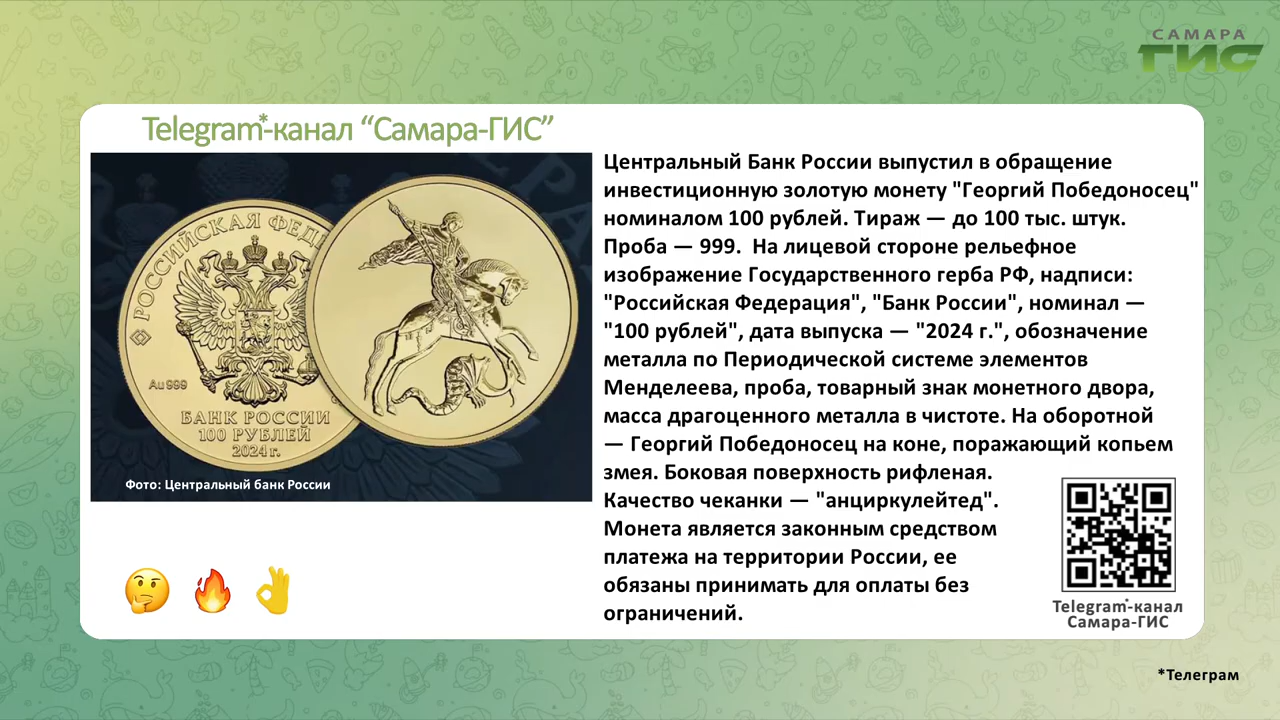 САМАРА
ГИС
Telegram*-канал “Самара-ГИС”
РОССИЙСКАЯ ФЕДЕ
Au 999
БАНК РОССИИ
100 РУБЛЕЙ
2024 г.
Фото: Центральный банк России
Центральный Банк России выпустил в обращение
инвестиционную золотую монету "Георгий Победоносец"
номиналом 100 рублей. Тираж — до 100 тыс. штук.
Проба — 999. На лицевой стороне рельефное
изображение Государственного герба РФ, надписи:
"Российская Федерация", "Банк России", номинал —
"100 рублей", дата выпуска — "2024 г.", обозначение
металла по Периодической системе элементов
Менделеева, проба, товарный знак монетного двора,
масса драгоценного металла в чистоте. На оборотной
— Георгий Победоносец на коне, поражающий копьем
змея. Боковая поверхность рифленая.
Качество чеканки — "анциркулейтед".
Монета является законным средством
платежа на территории России, ее
обязаны принимать для оплаты без
ограничений.
Telegram*-канал
Самара-ГИС
*Телеграм